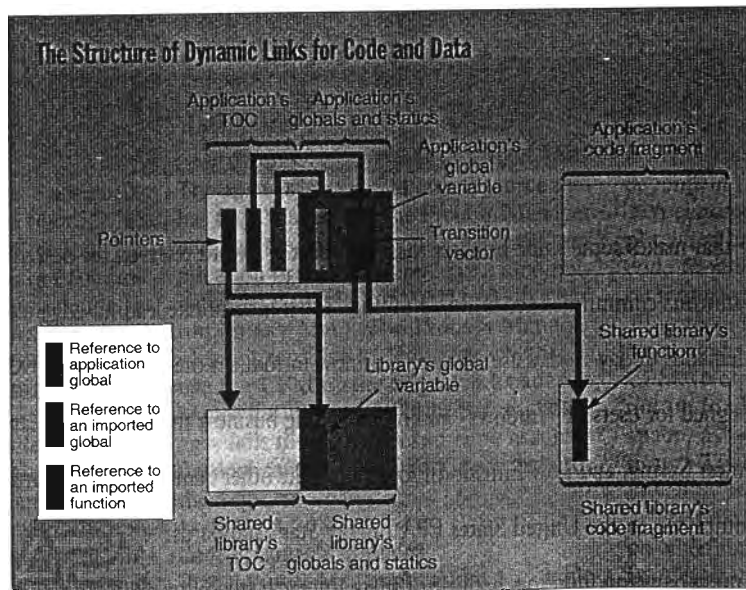 The Structure of Dynamic Links for Code and Data
Application's
TOC
Application's
globals and statics
Application's
global
variable
Application's
code fragment
Pointers
Transition
vector
Shared library's
function
Reference to
application
global
Reference to
an imported
global
Reference to
an imported
function
Library's global
variable
Shared
library's
TOC
Shared
library's
globals and statics
Shared library's
code fragment